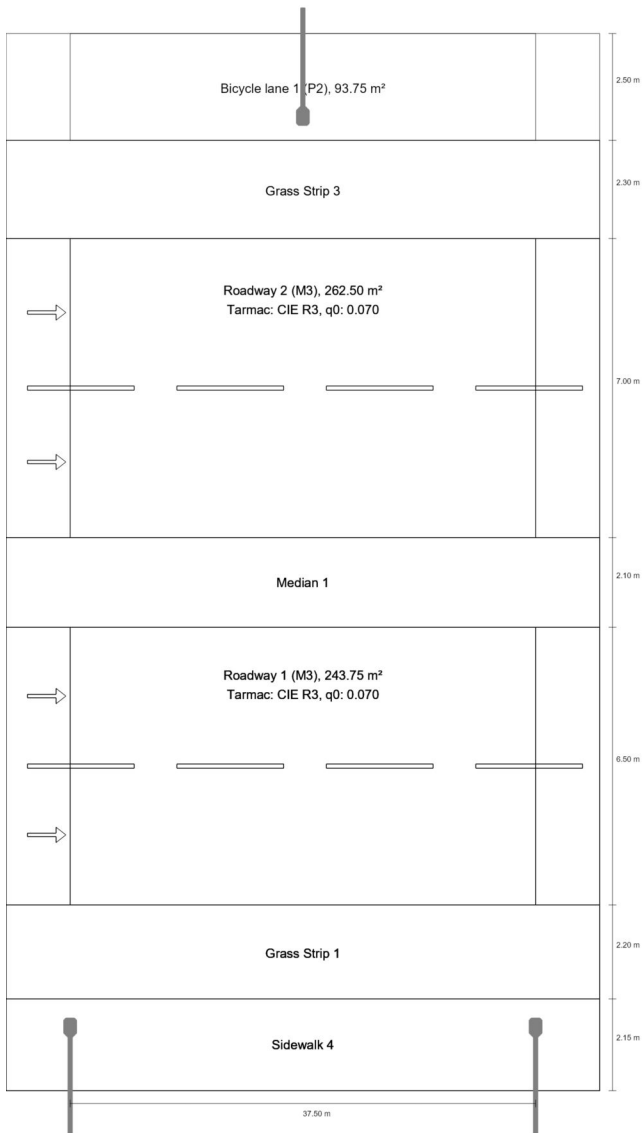 Bicycle lane 1 (P2), 93.75 m²
2.50 m
Grass Strip 3
2.30 m
Roadway 2 (M3), 262.50 m²
Tarmac: CIE R3, q0: 0.070
7.00 m
Median 1
2.10 m
Roadway 1 (M3), 243.75 m²
Tarmac: CIE R3, q0: 0.070
6.50 m
Grass Strip 1
2.20 m
Sidewalk 4
2.15 m
37.50 m